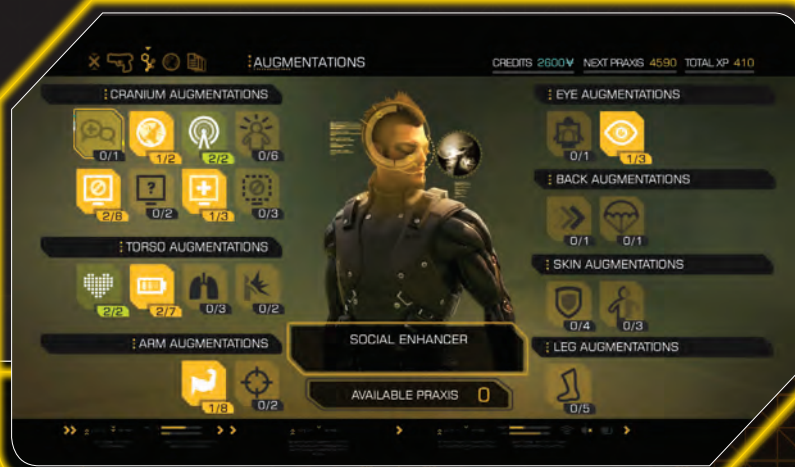 AUGMENTATIONS
CREDITS 2600¥ NEXT PRAXIS 4590 TOTAL XP 410
CRANIUM AUGMENTATIONS
0/1 1/2 2/2 0/6
2/6 0/2 1/3 0/3
TORSO AUGMENTATIONS
2/2 2/7 0/3 0/2
ARM AUGMENTATIONS
1/8 0/2
SOCIAL ENHANCER
AVAILABLE PRAXIS 0
EYE AUGMENTATIONS
0/1 1/3
BACK AUGMENTATIONS
0/1 0/1
SKIN AUGMENTATIONS
0/4 0/3
LEG AUGMENTATIONS
0/5